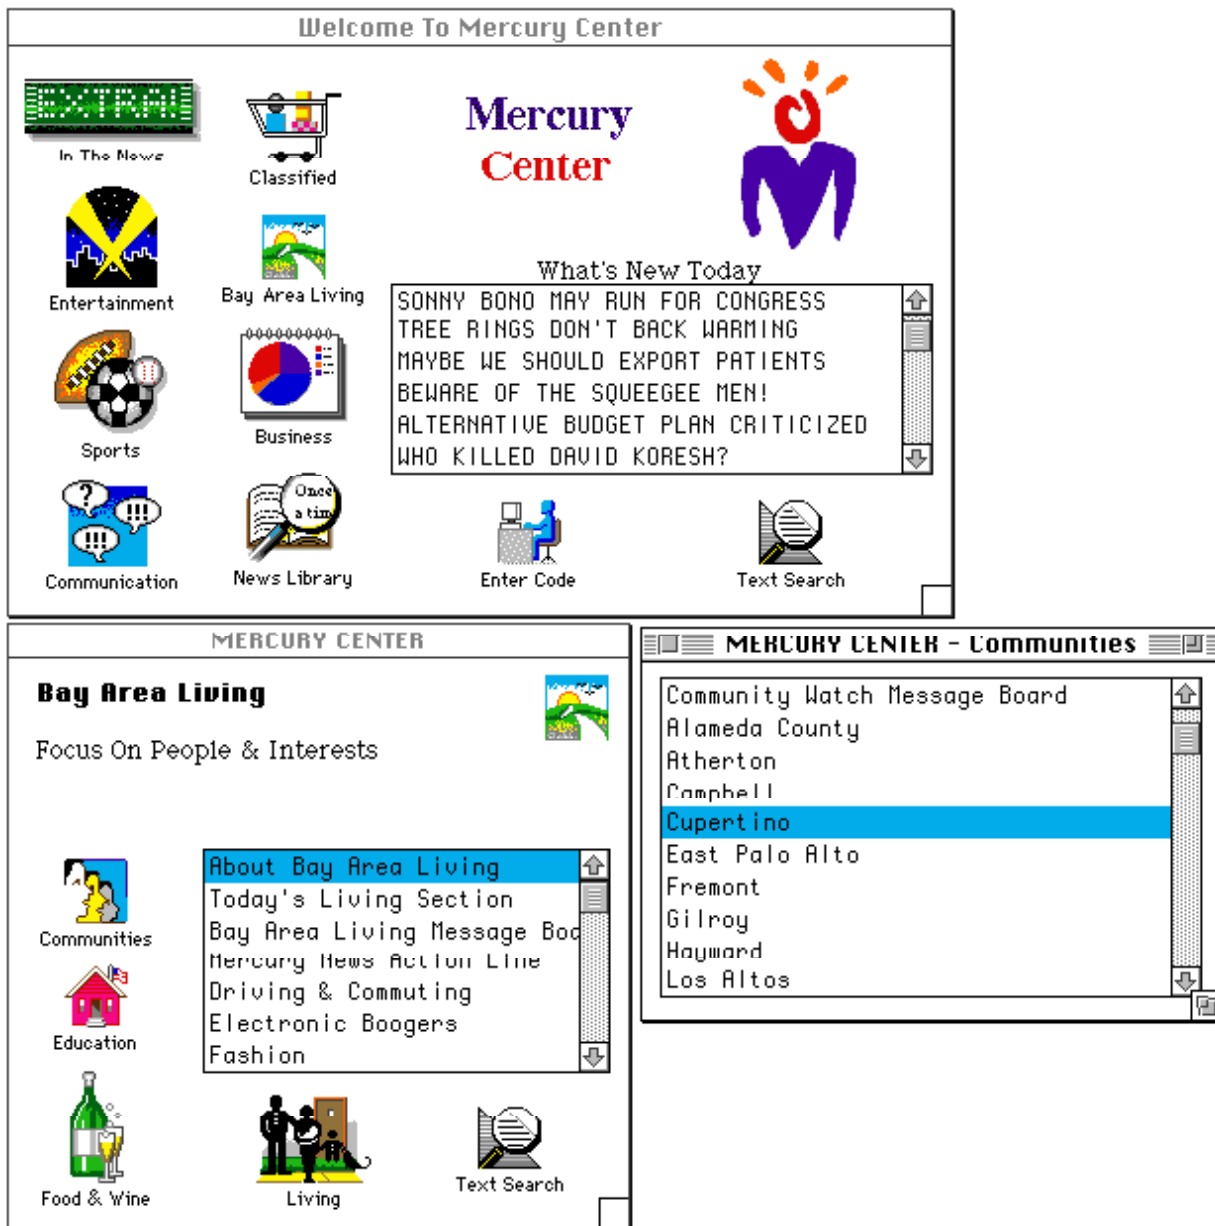 Welcome To Mercury Center
EXTRA!
In The News
Classified
Mercury
Center
Entertainment
Bay Area Living
What's New Today
SONNY BONO MAY RUN FOR CONGRESS
TREE RINGS DON'T BACK WARMING
MAYBE WE SHOULD EXPORT PATIENTS
BEWARE OF THE SQUEEGEE MEN!
ALTERNATIVE BUDGET PLAN CRITICIZED
WHO KILLED DAVID KORESH?
Sports
Business
?
!!!
!!!
Once
a tim
Communication
News Library
Enter Code
Text Search
MERCURY CENTER
Bay Area Living
Focus On People & Interests
Communities
Education
Food & Wine
About Bay Area Living
Today's Living Section
Bay Area Living Message Boa
Mercury News Action Line
Driving & Commuting
Electronic Boogers
Fashion
Living
Text Search
MERCURY CENTER - Communities
Community Watch Message Board
Alameda County
Atherton
Campbell
Cupertino
East Palo Alto
Fremont
Gilroy
Hayward
Los Altos